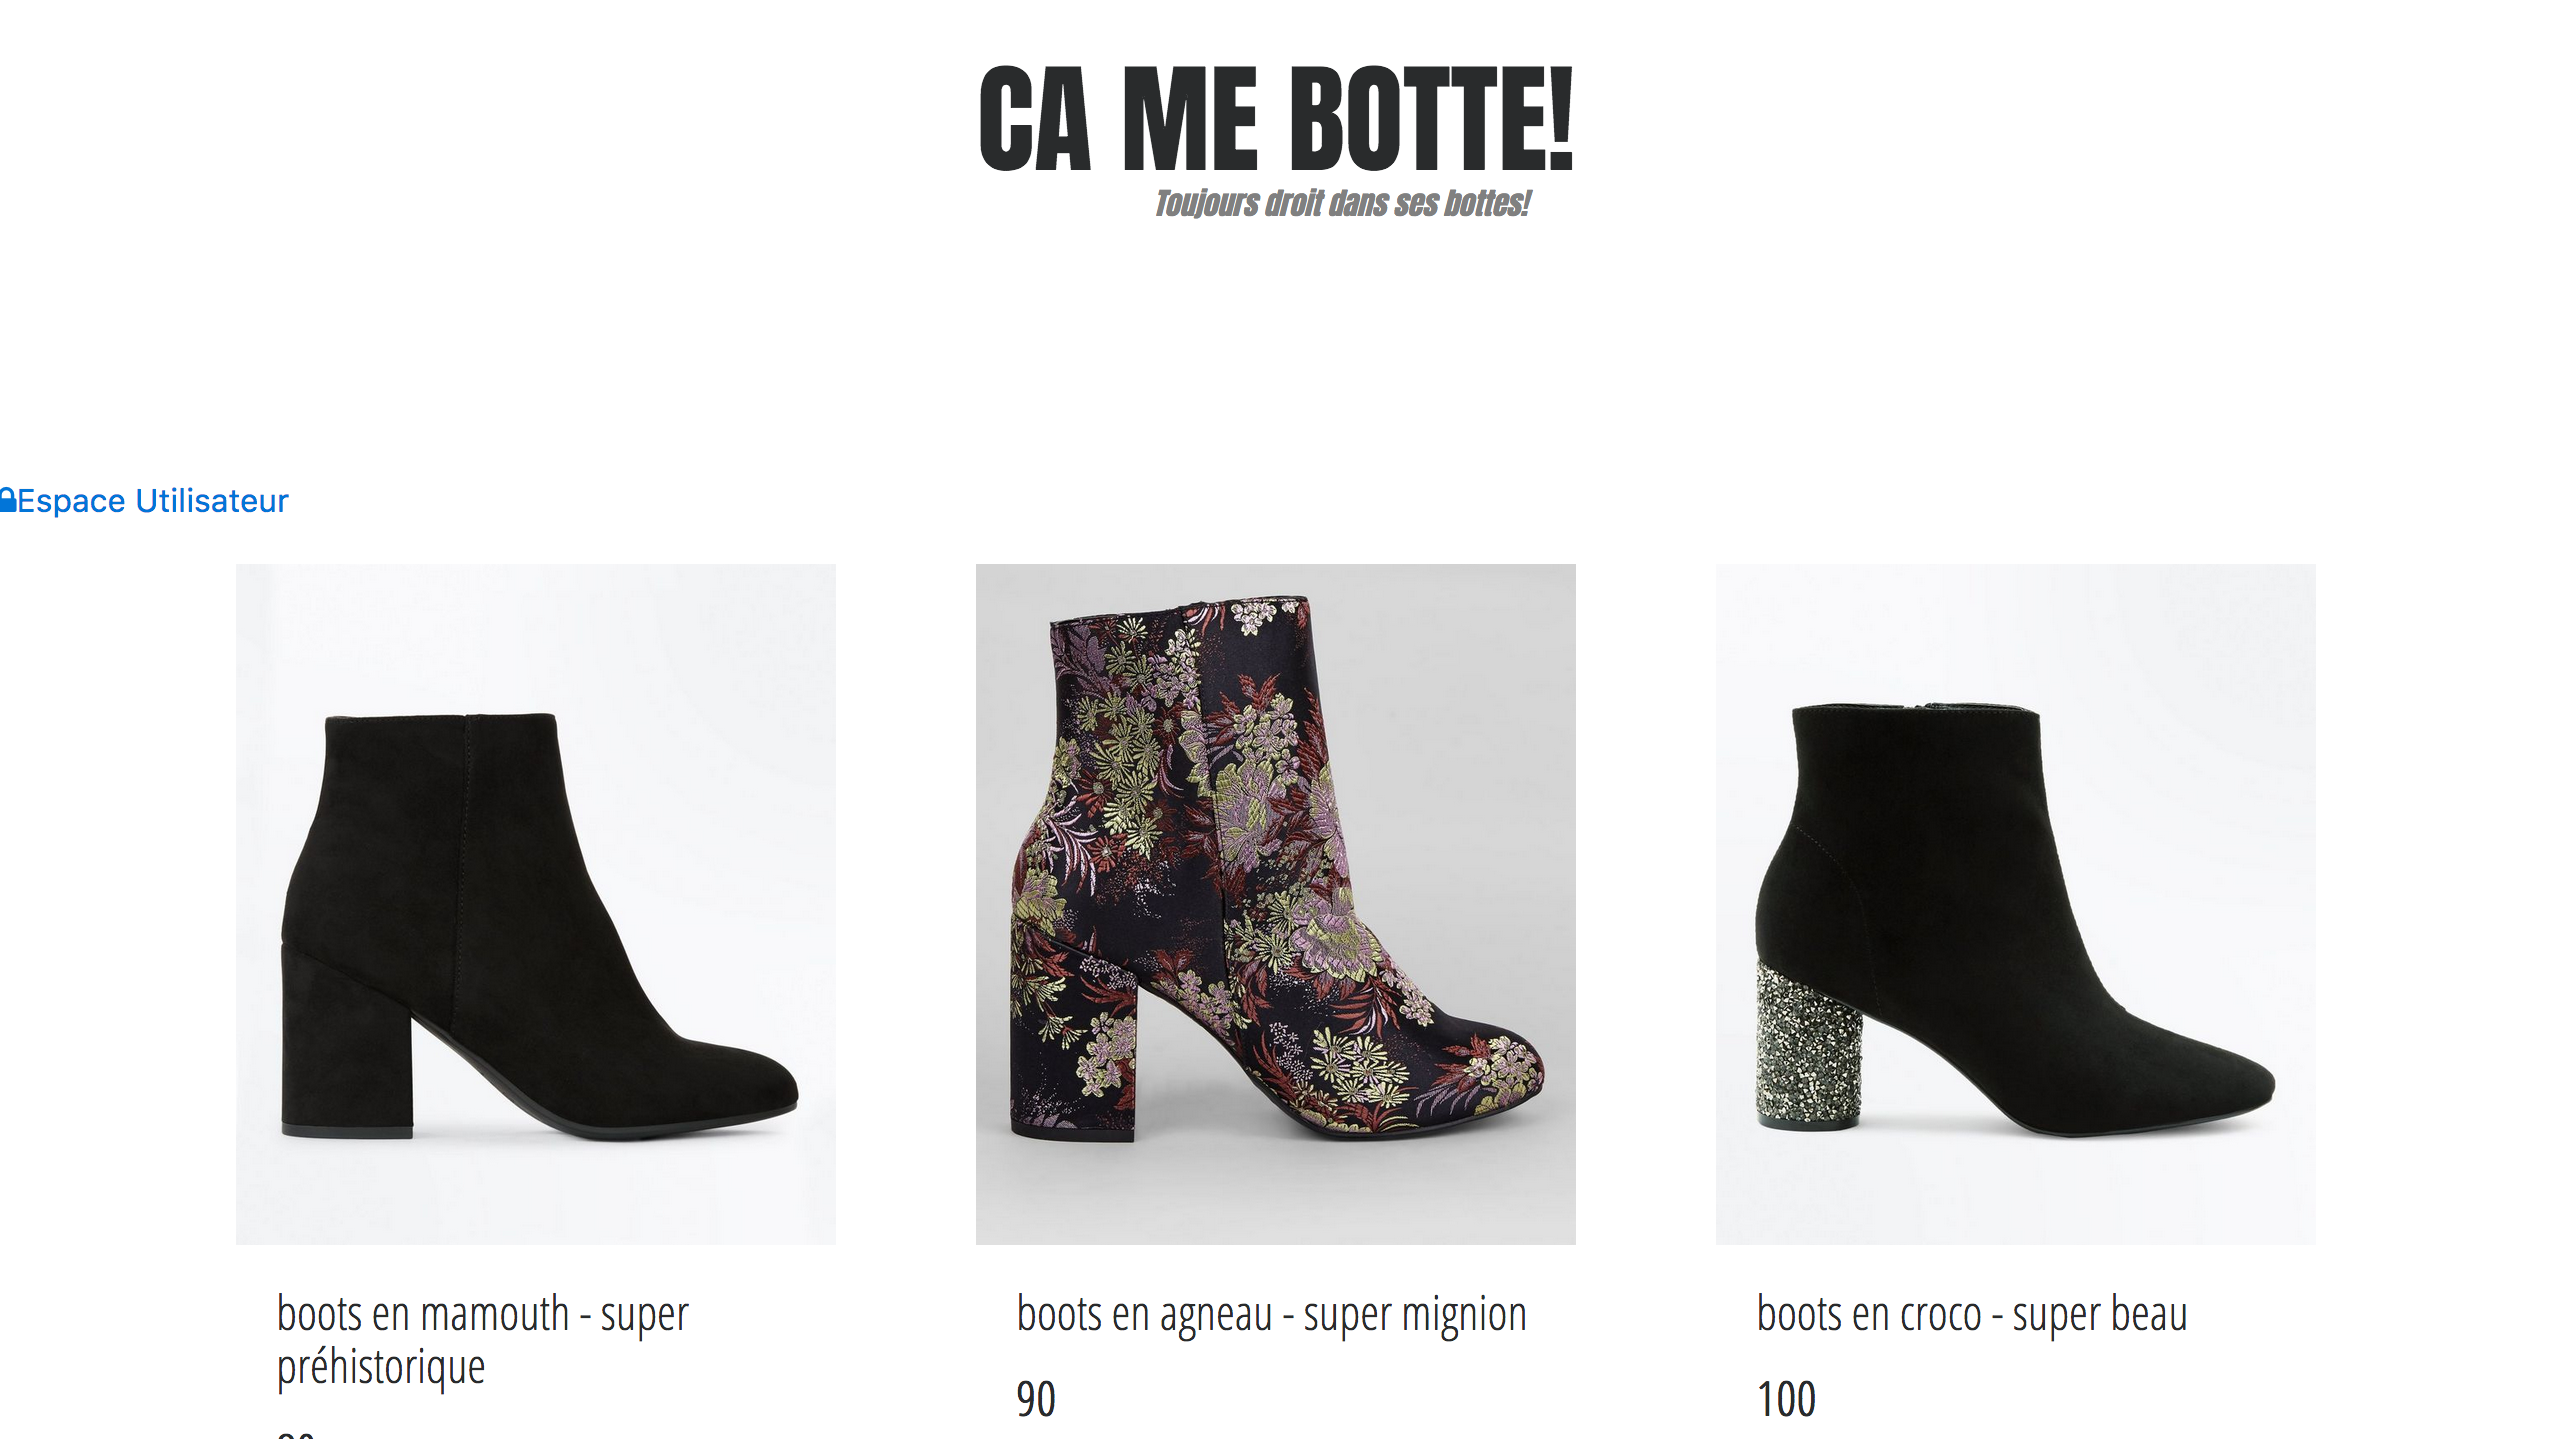 CA ME BOTTE!
Toujours droit dans ses bottes!
Espace Utilisateur
boots en mamouth - super
préhistorique
boots en agneau - super mignion
90
boots en croco - super beau
100